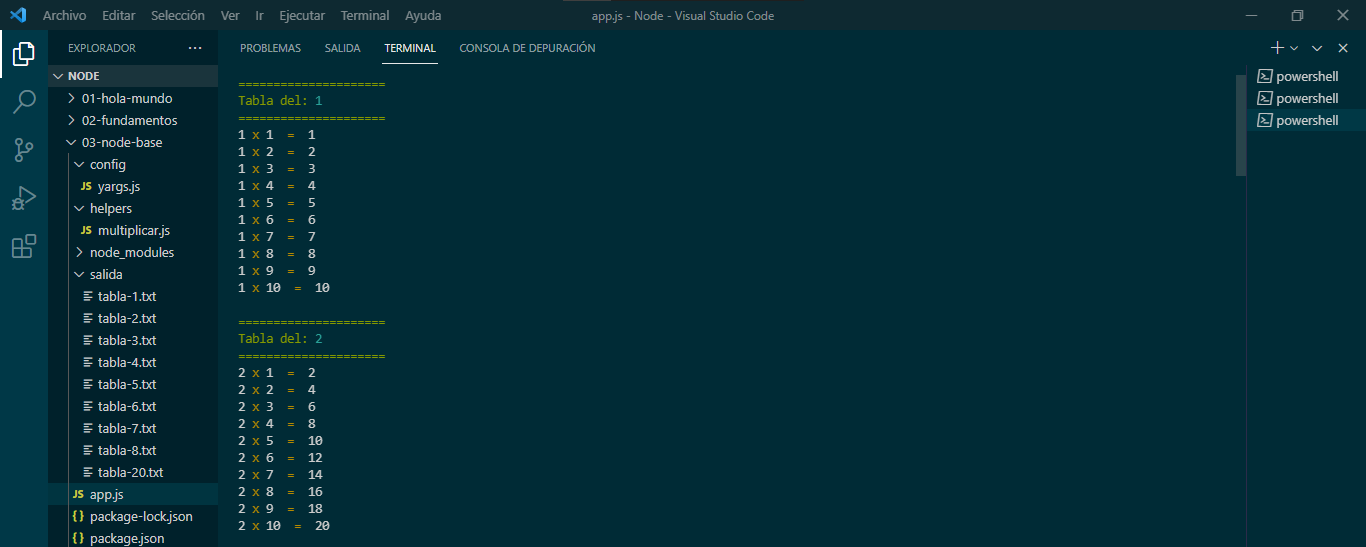 Archivo Editar Selección Ver Ir Ejecutar Terminal Ayuda
app.js - Node - Visual Studio Code
EXPLORADOR ...
NODE
01-hola-mundo
02-fundamentos
03-node-base
config
JS yargs.js
helpers
JS multiplicar.js
node_modules
salida
tabla-1.txt
tabla-2.txt
tabla-3.txt
tabla-4.txt
tabla-5.txt
tabla-6.txt
tabla-7.txt
tabla-8.txt
tabla-20.txt
JS app.js
{} package-lock.json
{} package.json
PROBLEMAS SALIDA TERMINAL CONSOLA DE DEPURACIÓN
=====================
Tabla del: 1
=====================
1 x 1 = 1
1 x 2 = 2
1 x 3 = 3
1 x 4 = 4
1 x 5 = 5
1 x 6 = 6
1 x 7 = 7
1 x 8 = 8
1 x 9 = 9
1 x 10 = 10
=====================
Tabla del: 2
=====================
2 x 1 = 2
2 x 2 = 4
2 x 3 = 6
2 x 4 = 8
2 x 5 = 10
2 x 6 = 12
2 x 7 = 14
2 x 8 = 16
2 x 9 = 18
2 x 10 = 20
powershell
powershell
powershell